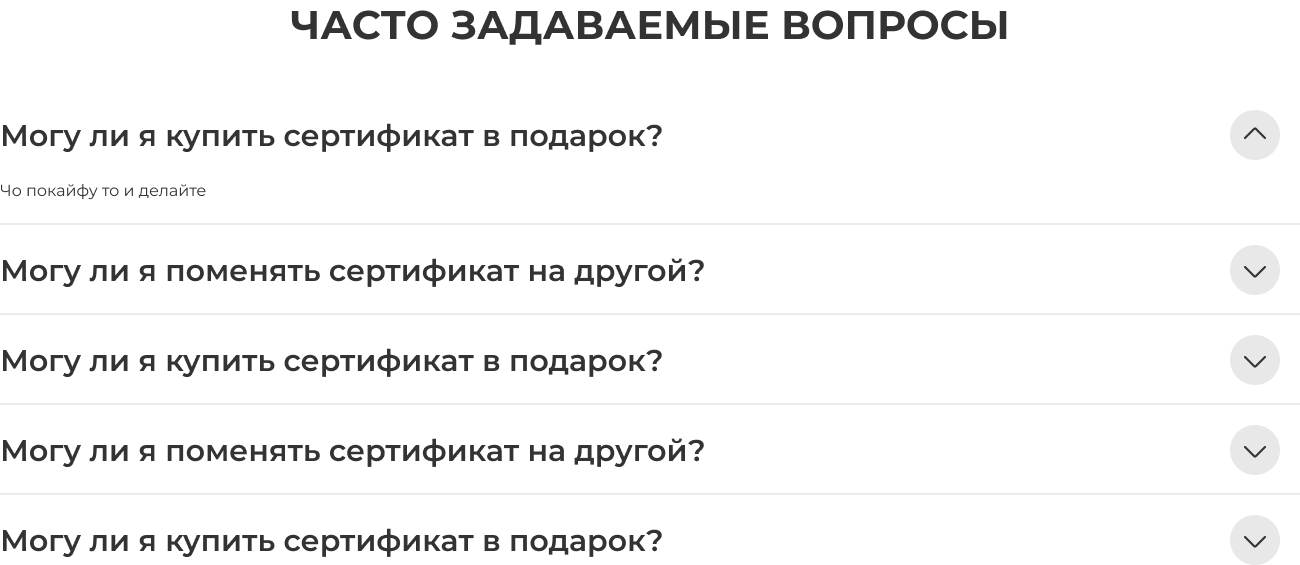 ЧАСТО ЗАДАВАЕМЫЕ ВОПРОСЫ
Могу ли я купить сертификат в подарок?
Чо покайфу то и делайте
Могу ли я поменять сертификат на другой?
Могу ли я купить сертификат в подарок?
Могу ли я поменять сертификат на другой?
Могу ли я купить сертификат в подарок?